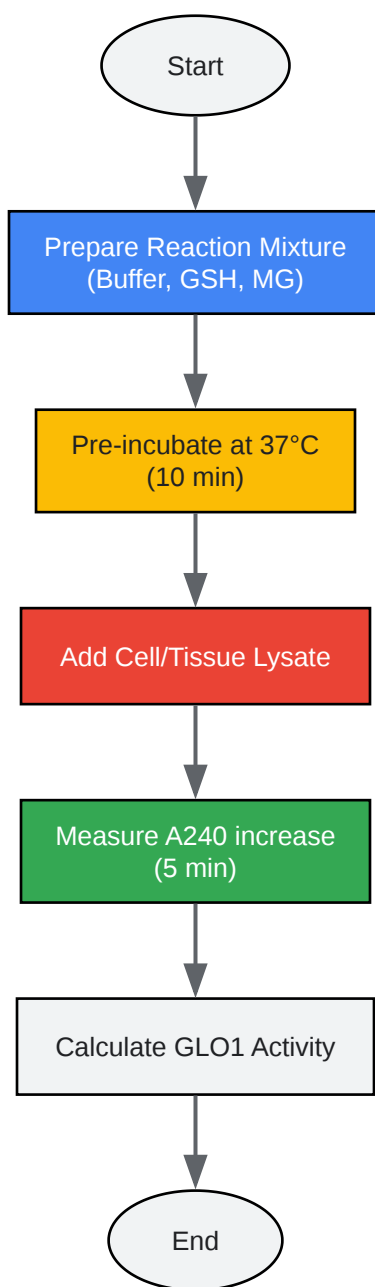 Start
Prepare Reaction Mixture
(Buffer, GSH, MG)
Pre-incubate at 37°C
(10 min)
Add Cell/Tissue Lysate
Measure A240 increase
(5 min)
Calculate GLO1 Activity
End